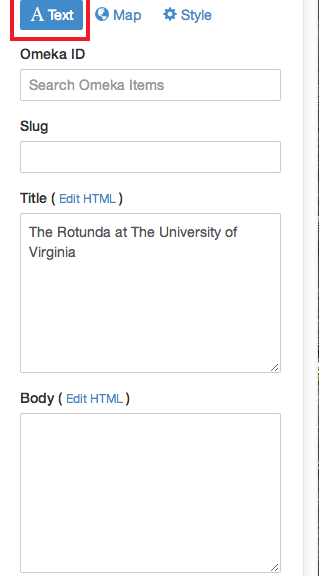 A Text Map Style
Omeka ID
Search Omeka Items
Slug
Title ( Edit HTML )
The Rotunda at The University of
Virginia
Body ( Edit HTML )